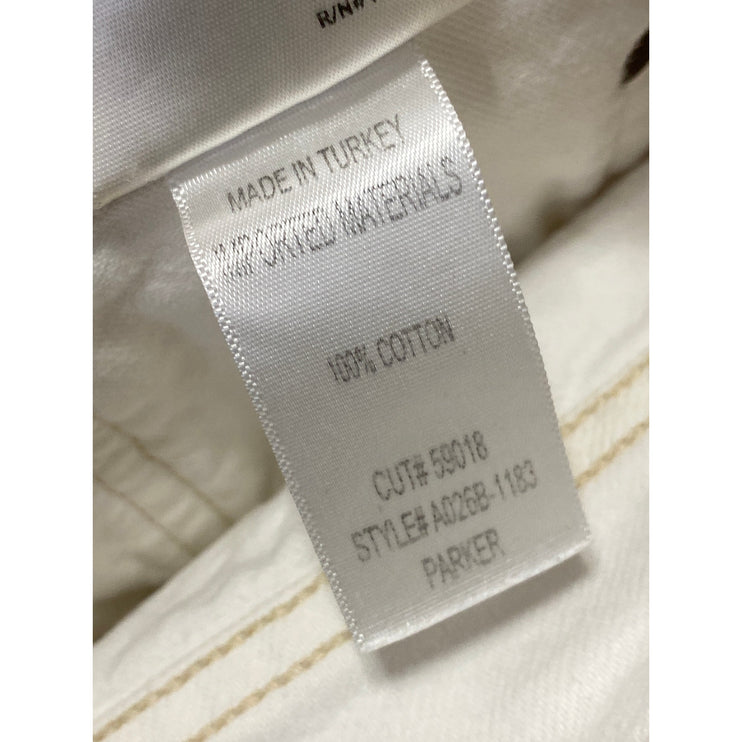 R/N#
MADE IN TURKEY
IMPORTED MATERIALS
100% COTTON
CUT# 59018
STYLE# A026B-1183
PARKER